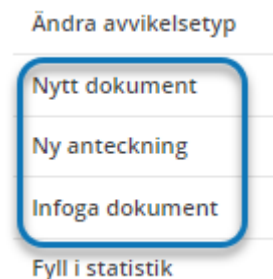 Ändra avvikelsetyp
Nytt dokument
Ny anteckning
Infoga dokument
Fyll i statistik